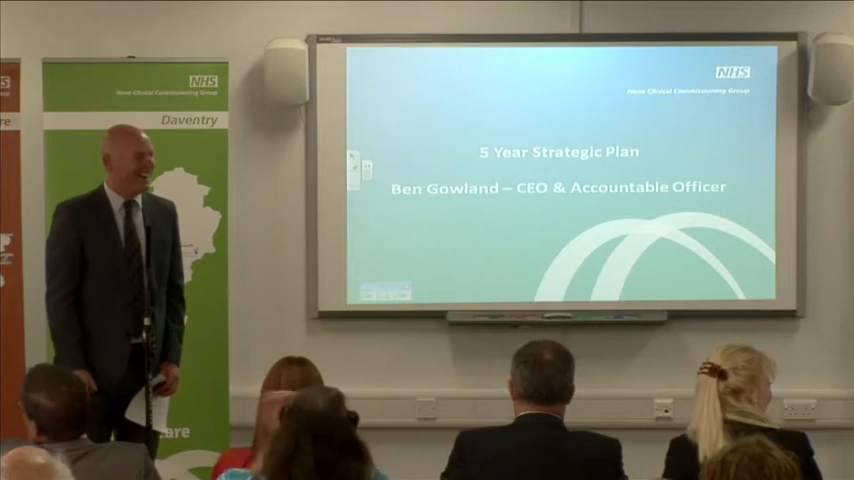 NHS
Nene Clinical Commissioning Group
Daventry
are
NHS
Nene Clinical Commissioning Group
5 Year Strategic Plan
Ben Gowland – CEO & Accountable Officer